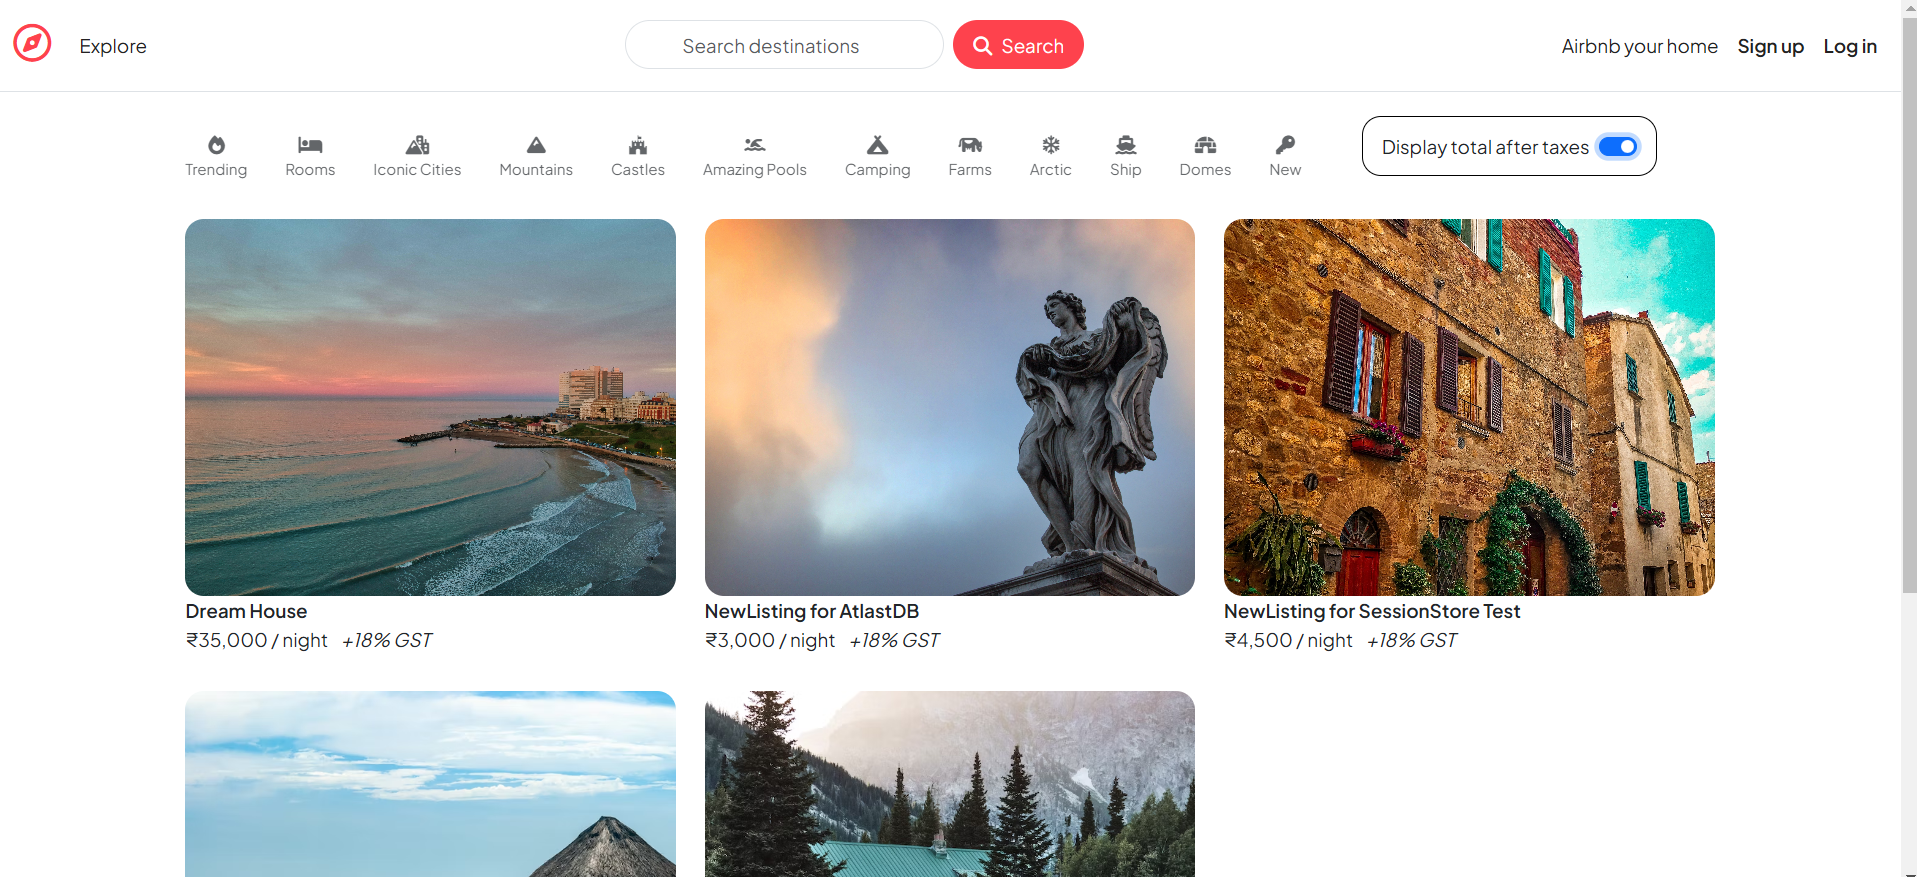 Explore
Search destinations
Search
Airbnb your home
Sign up
Log in
Trending
Rooms
Iconic Cities
Mountains
Castles
Amazing Pools
Camping
Farms
Arctic
Ship
Domes
New
Display total after taxes
Dream House
₹35,000 / night +18% GST
NewListing for AtlastDB
₹3,000 / night +18% GST
NewListing for SessionStore Test
₹4,500 / night +18% GST